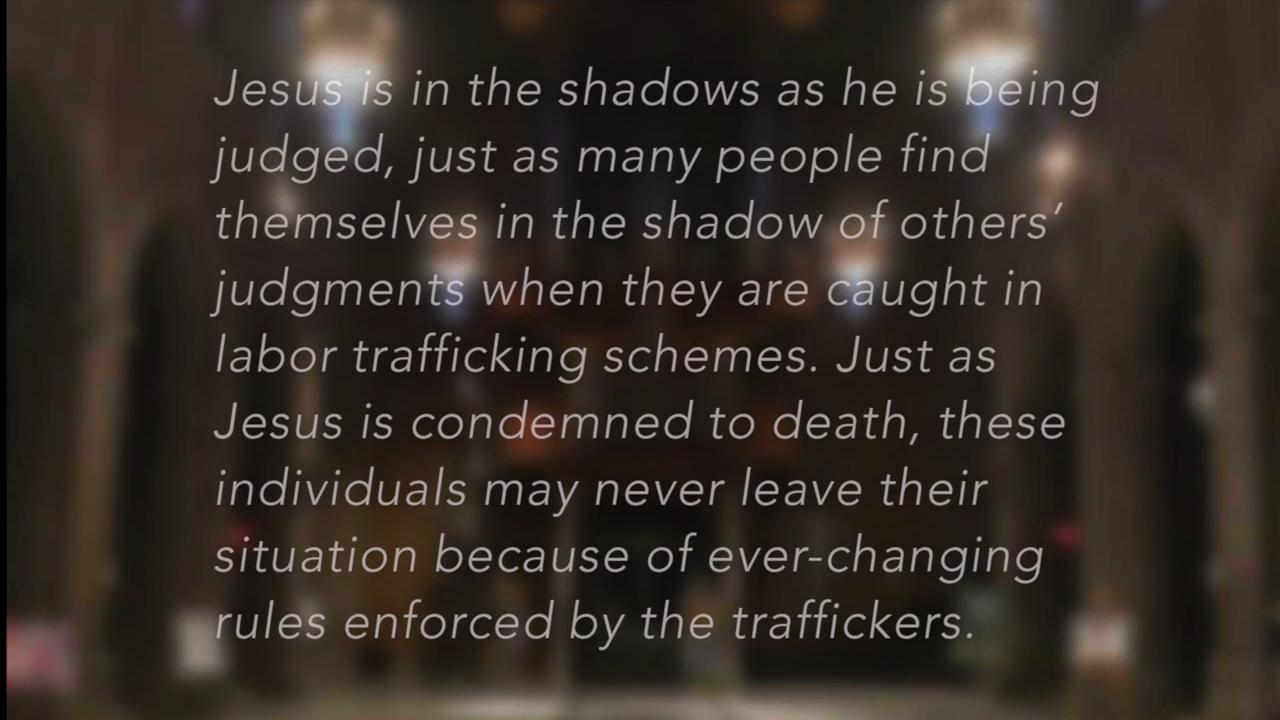 Jesus is in the shadows as he is being
judged, just as many people find
themselves in the shadow of others’
judgments when they are caught in
labor trafficking schemes. Just as
Jesus is condemned to death, these
individuals may never leave their
situation because of ever-changing
rules enforced by the traffickers.